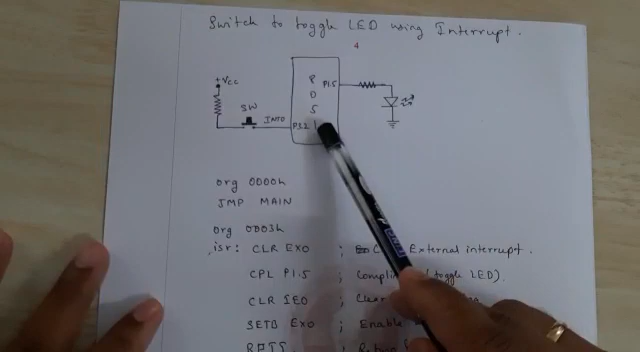 Switch to toggle LED using Interrupt.
4
+Vcc
8
P1.5
0
5
SW
INT0
P3.2
org 0000h
JMP MAIN
org 0003h
isr: CLR EX0 ; External interrupt.
CPL P1.5 ; (toggle LED).
CLR IE0 ;
SETB EX0 ; Enable